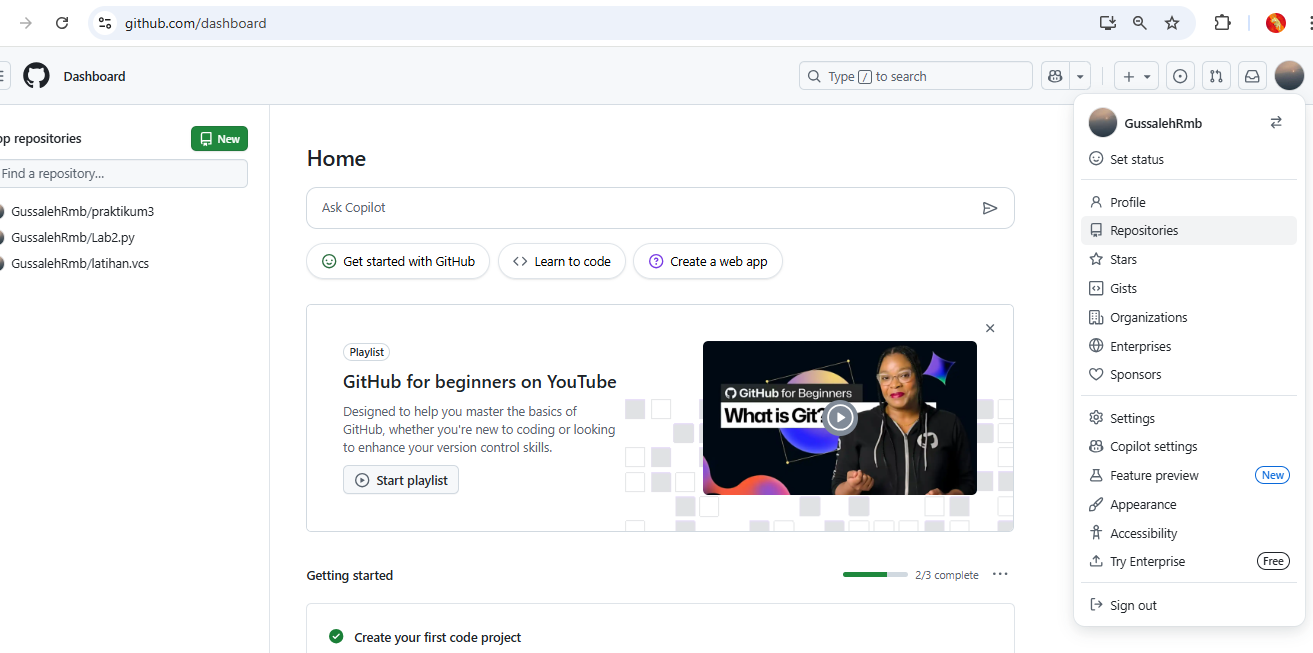 github.com/dashboard
Dashboard
Type / to search
GussalehRmb
Set status
Profile
Repositories
Stars
Gists
Organizations
Enterprises
Sponsors
Settings
Copilot settings
Feature preview New
Appearance
Accessibility
Try Enterprise Free
Sign out
op repositories
New
Find a repository...
GussalehRmb/praktikum3
GussalehRmb/Lab2.py
GussalehRmb/latihan.vcs
Home
Ask Copilot
Get started with GitHub
Learn to code
Create a web app
Playlist
GitHub for beginners on YouTube
Designed to help you master the basics of
GitHub, whether you're new to coding or looking
to enhance your version control skills.
Start playlist
GitHub for Beginners
What is Git?
Getting started
2/3 complete
Create your first code project